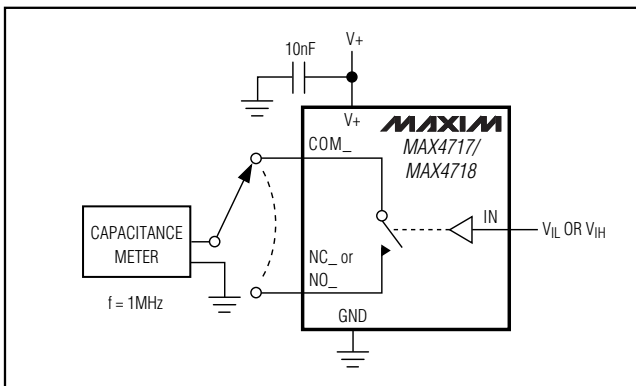 10nF
V+
V+
MAXIM
MAX4717/
MAX4718
COM_
IN
VIL OR VIH
CAPACITANCE
METER
NC_ or
NO_
f = 1MHz
GND